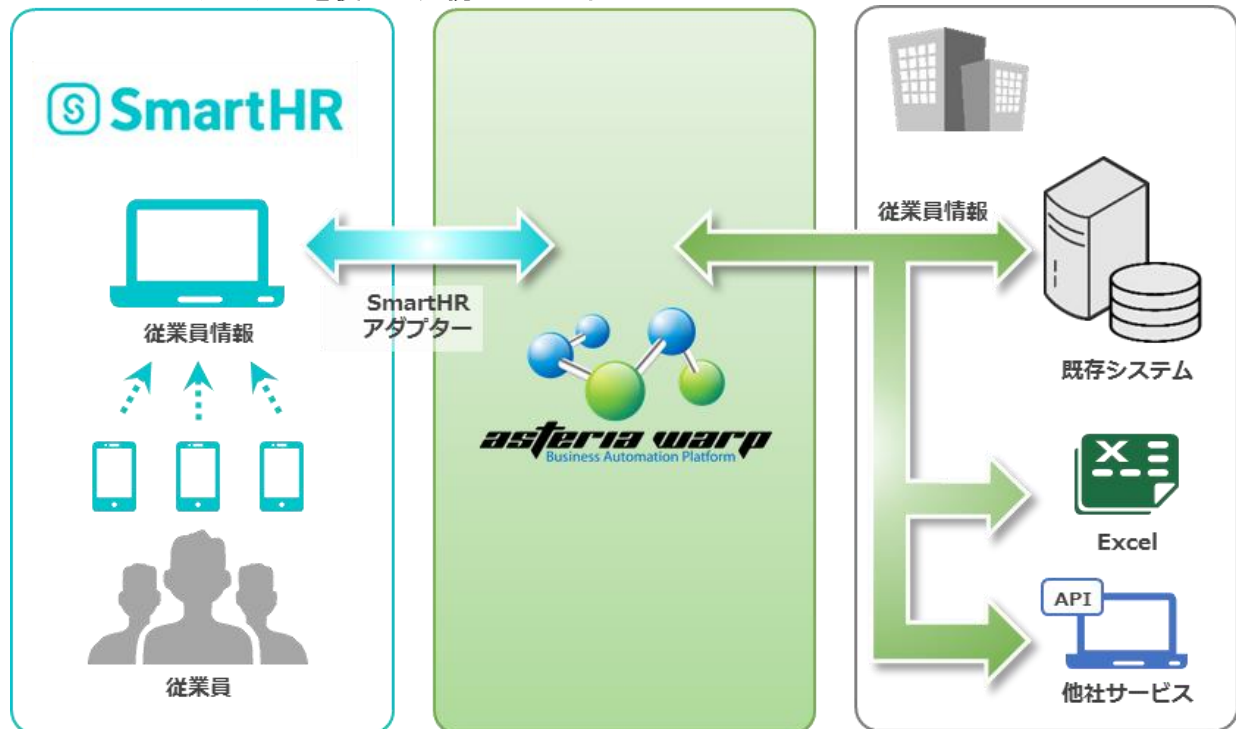 SmartHR
従業員情報
従業員
SmartHR
アダプター
asteria warp
Business Automation Platform
従業員情報
既存システム
Excel
API
他社サービス